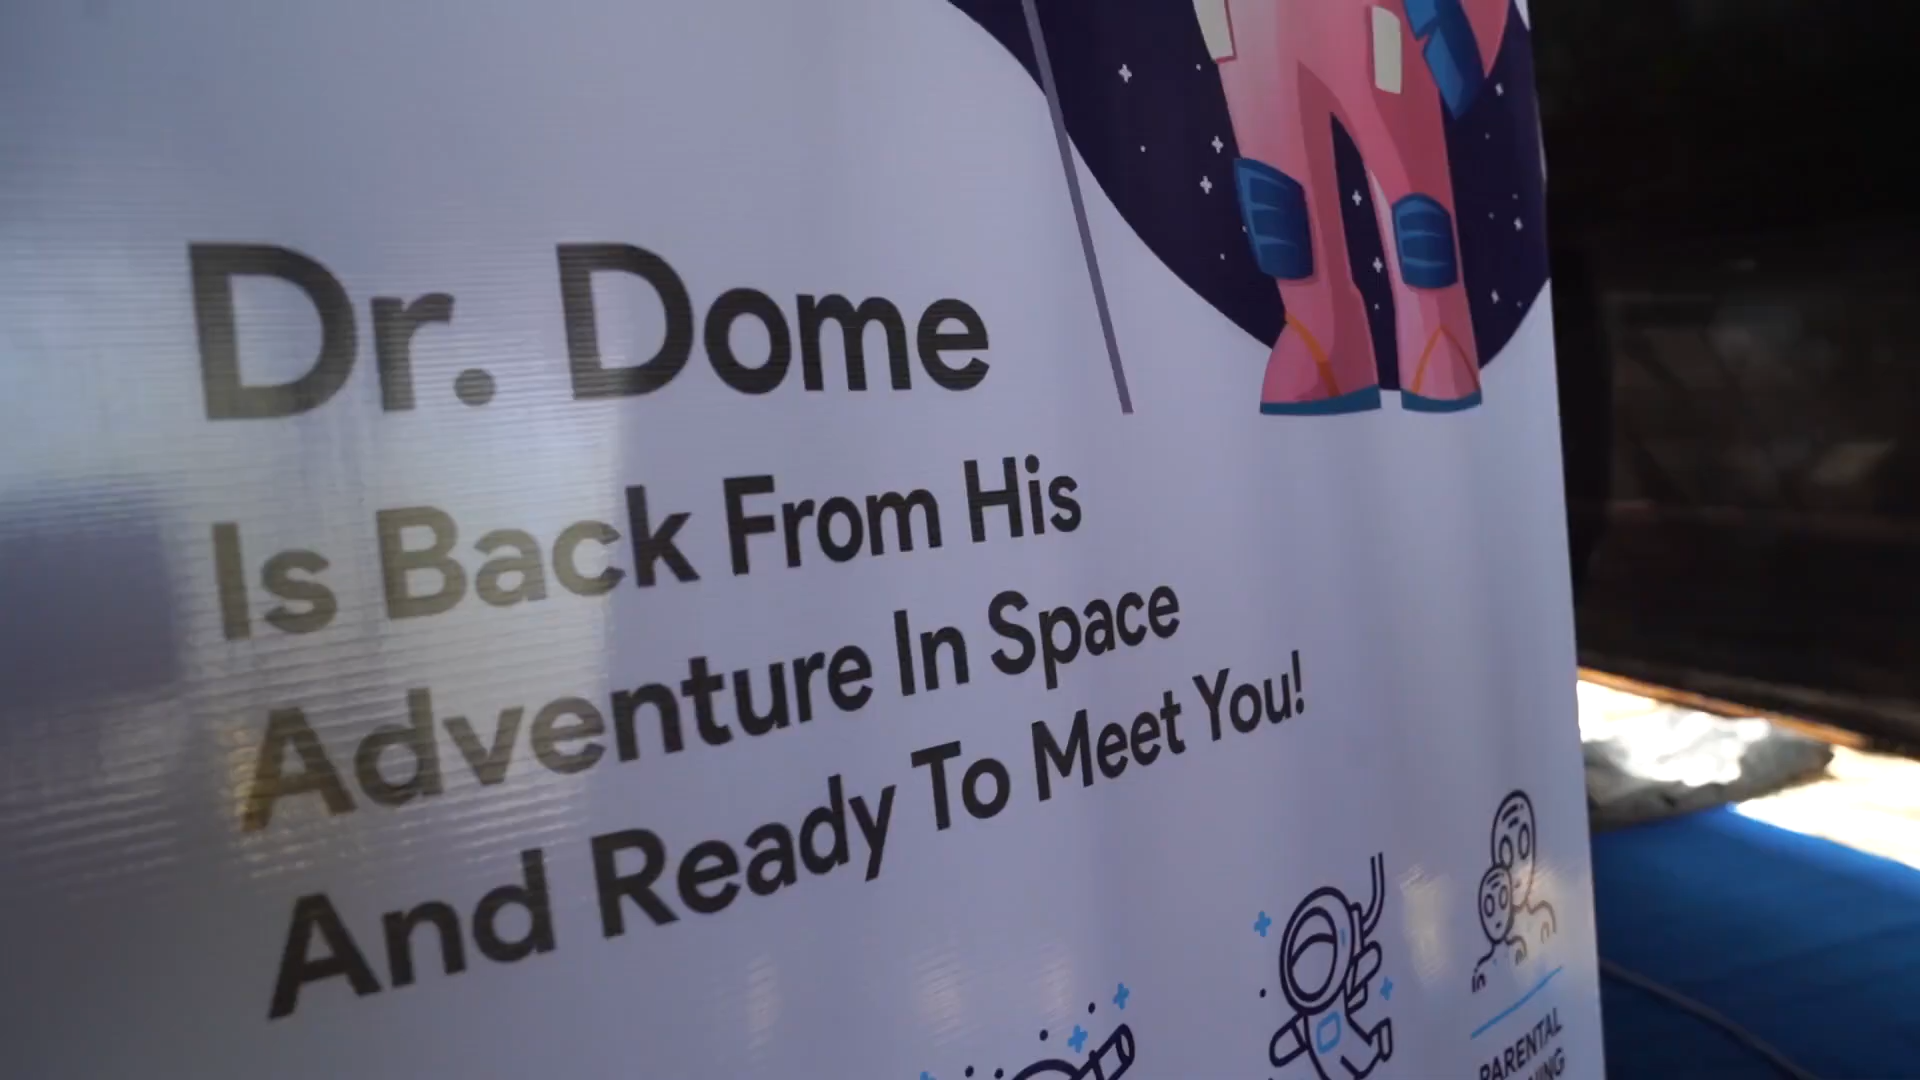 Dr. Dome
Is Back From His
Adventure In Space
And Ready To Meet You!
PARENTAL